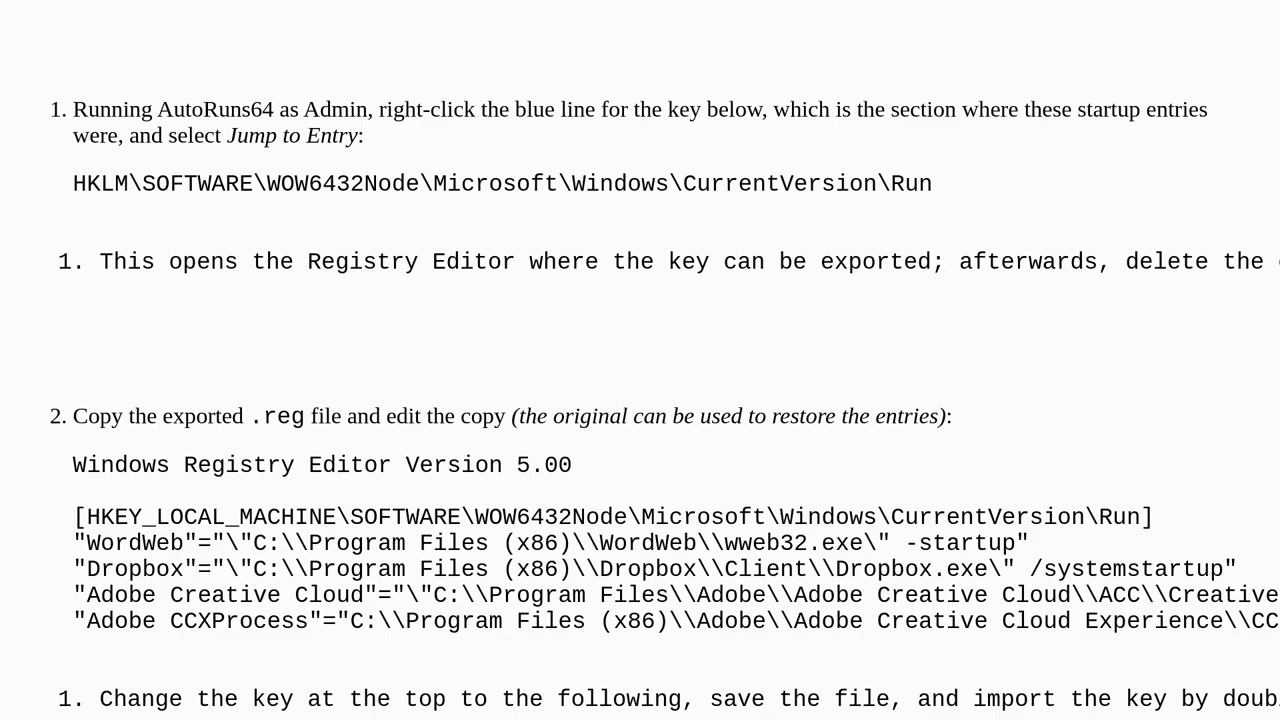 1. Running AutoRuns64 as Admin, right-click the blue line for the key below, which is the section where these startup entries
were, and select Jump to Entry:
HKLM\SOFTWARE\WOW6432Node\Microsoft\Windows\CurrentVersion\Run
1. This opens the Registry Editor where the key can be exported; afterwards, delete the
2. Copy the exported .reg file and edit the copy (the original can be used to restore the entries):
Windows Registry Editor Version 5.00
[HKEY_LOCAL_MACHINE\SOFTWARE\WOW6432Node\Microsoft\Windows\CurrentVersion\Run]
"WordWeb"="\"C:\\Program Files (x86)\\WordWeb\\wweb32.exe\" -startup"
"Dropbox"="\"C:\\Program Files (x86)\\Dropbox\\Client\\Dropbox.exe\" /systemstartup"
"Adobe Creative Cloud"="\"C:\\Program Files\\Adobe\\Adobe Creative Cloud\\ACC\\Creative
"Adobe CCXProcess"="C:\\Program Files (x86)\\Adobe\\Adobe Creative Cloud Experience\\CC
1. Change the key at the top to the following, save the file, and import the key by doub